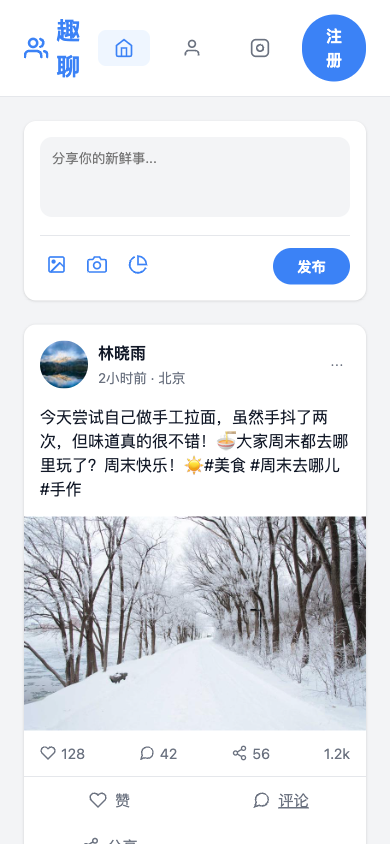 趣
聊
注
册
分享你的新鲜事...
发布
林晓雨
2小时前 · 北京
...
今天尝试自己做手工拉面，虽然手抖了两
次，但味道真的很不错！🍜大家周末都去哪
里玩了？周末快乐！☀️#美食 #周末去哪儿
#手作
128 42 56 1.2k
赞 评论
分享